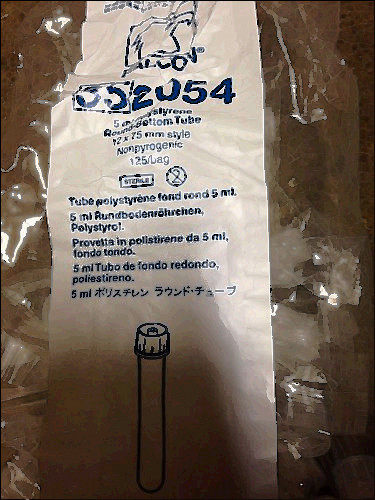 FALCON®
352054
5 ml Polystyrene
Round-Bottom Tube
12 x 75 mm style
Nonpyrogenic
125/bag
STERILE
Tube polystyrène fond rond 5 ml.
5 ml Rundbodenröhrchen,
Polystyrol.
Provetta in polistirene da 5 ml,
fondo tondo.
5 ml Tubo de fondo redondo,
poliestireno.
5 ml ポリスチレン ラウンド・チューブ